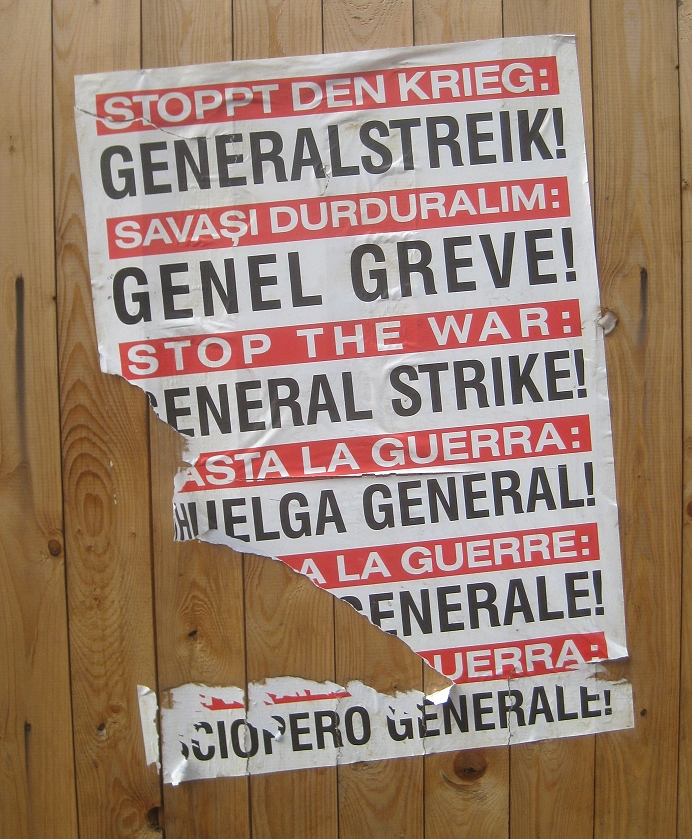 STOPPT DEN KRIEG:
GENERALSTREIK!
SAVAŞI DURDURALIM:
GENEL GREVE!
STOP THE WAR:
GENERAL STRIKE!
ASTA LA GUERRA:
HUELGA GENERAL!
A LA GUERRE:
GENERALE!
UERRA:
SCIOPERO GENERALE!